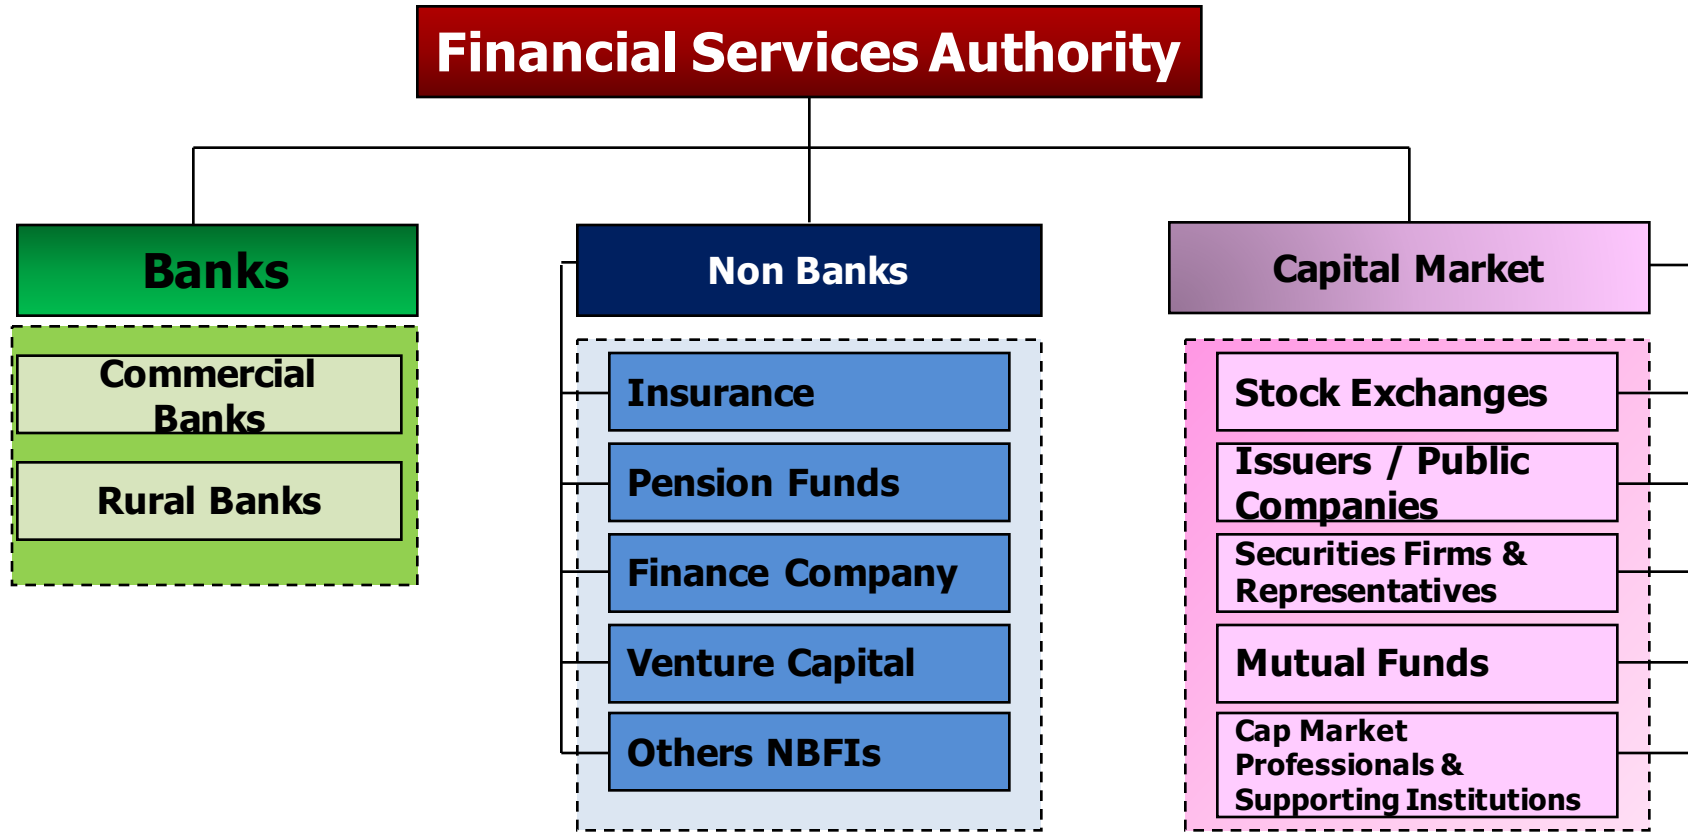 Financial Services Authority
Banks
Commercial
Banks
Rural Banks
Non Banks
Insurance
Pension Funds
Finance Company
Venture Capital
Others NBFIs
Capital Market
Stock Exchanges
Issuers / Public
Companies
Securities Firms &
Representatives
Mutual Funds
Cap Market
Professionals &
Supporting Institutions